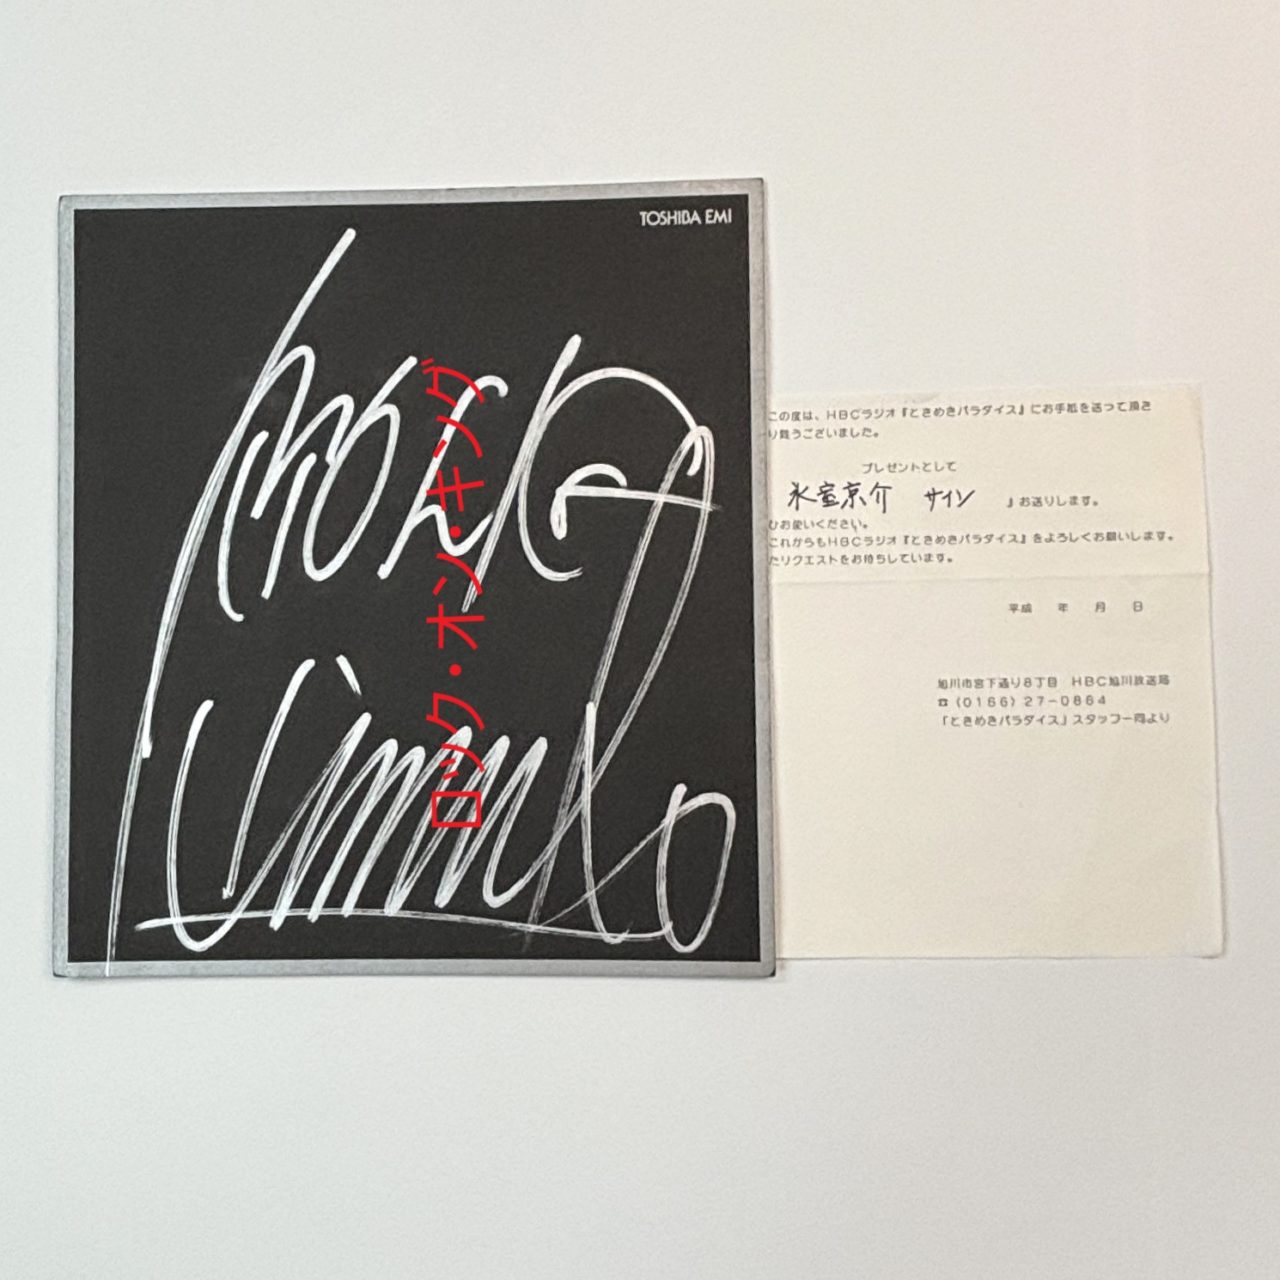 TOSHIBA EMI
ロック・オン・キング
この度は、HBCラジオ『ときめきパラダイス』にお手紙を送って頂き
り難うございました。
プレゼントとして
氷室京介 サイン 』お送りします。
ひお使いください。
これからもHBCラジオ『ときめきパラダイス』をよろしくお願いします。
たリクエストをお待ちしています。
平成 年 月 日
旭川市宮下通り8丁目 HBC旭川放送局
☎(0166)27-0864
「ときめきパラダイス」スタッフ一同より